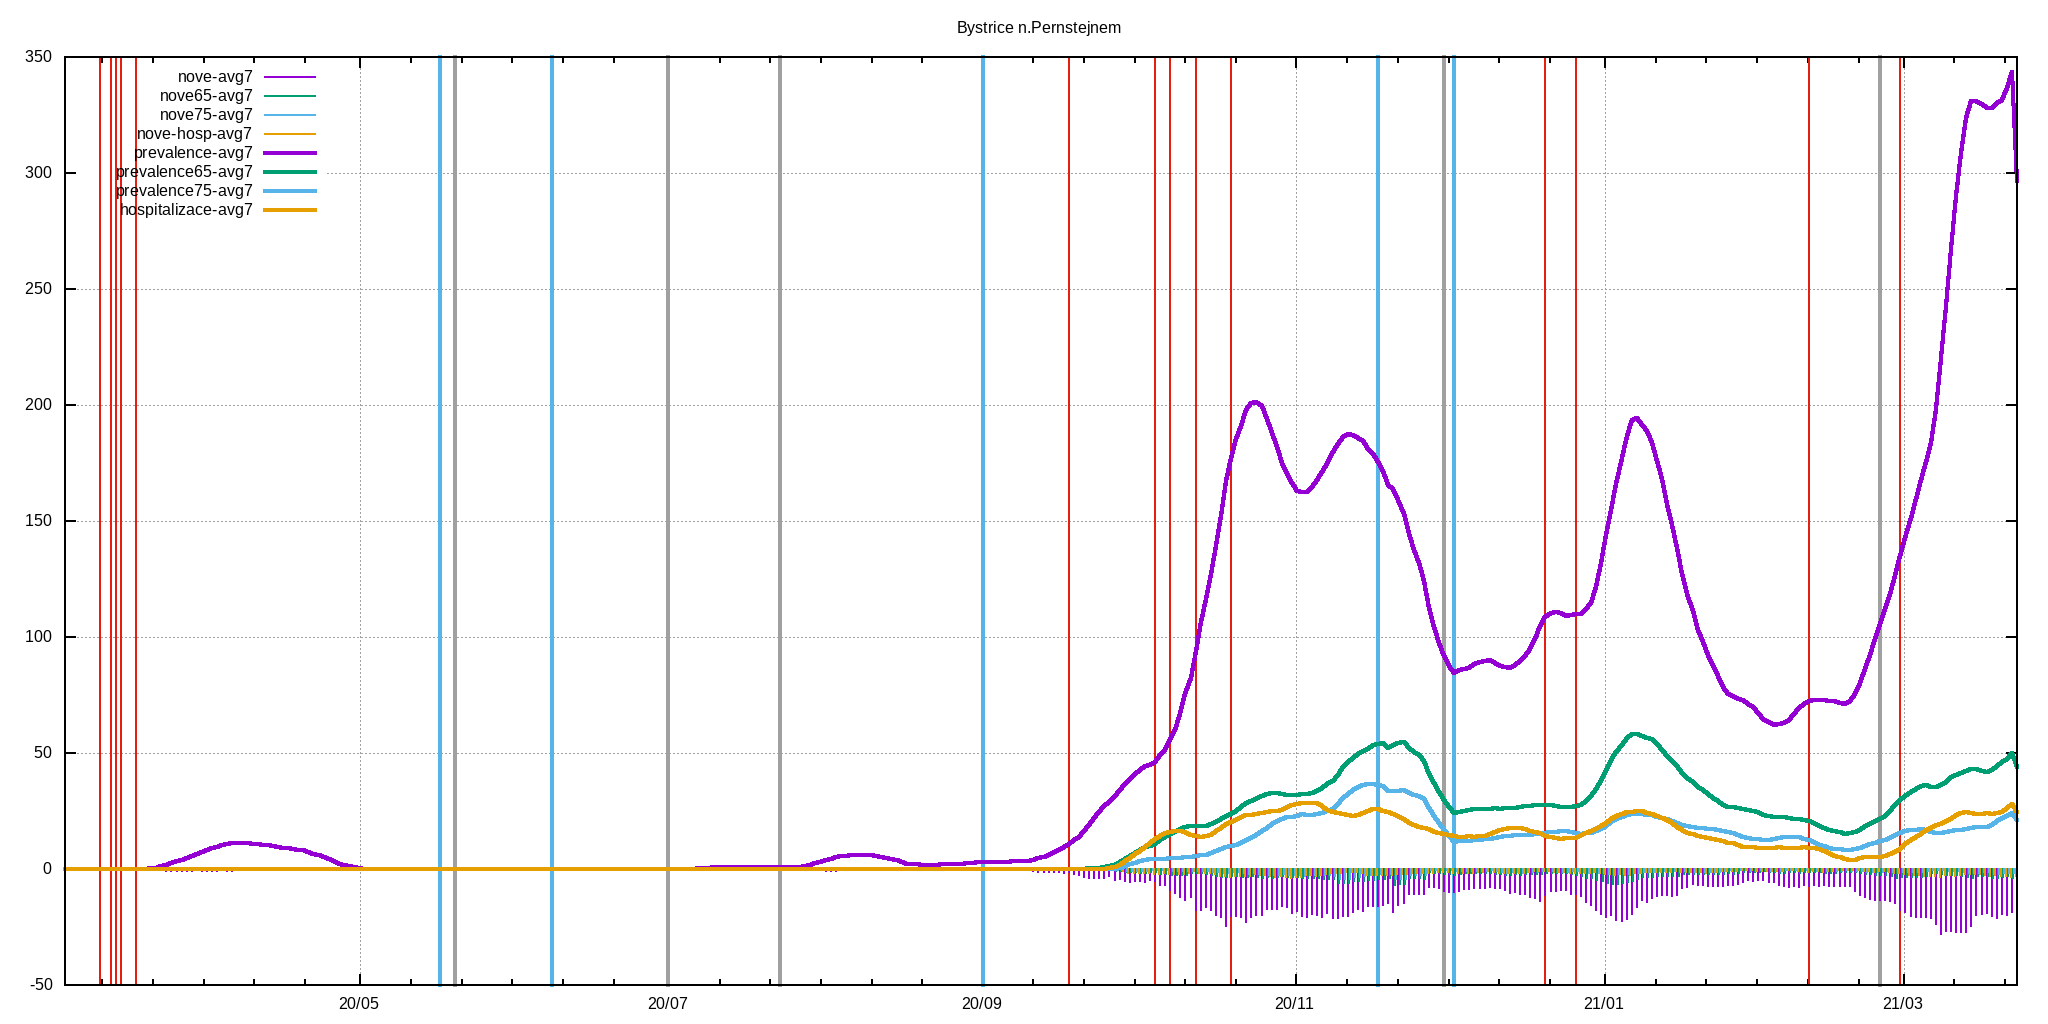 Bystrice n.Pernstejnem
350
300
250
200
150
100
50
0
-50
nove-avg7
nove65-avg7
nove75-avg7
nove-hosp-avg7
prevalence-avg7
prevalence65-avg7
prevalence75-avg7
hospitalizace-avg7
20/05
20/07
20/09
20/11
21/01
21/03